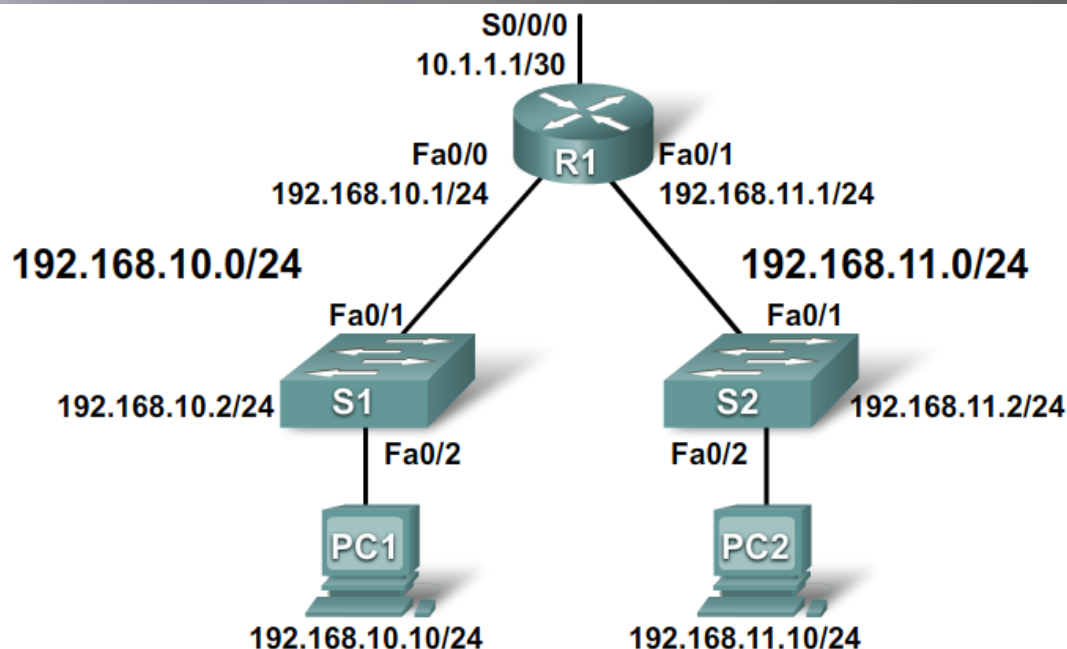 S0/0/0
10.1.1.1/30
R1
Fa0/0
Fa0/1
192.168.10.1/24
192.168.11.1/24
192.168.10.0/24
192.168.11.0/24
Fa0/1
Fa0/1
192.168.10.2/24
S1
S2
192.168.11.2/24
Fa0/2
Fa0/2
PC1
PC2
192.168.10.10/24
192.168.11.10/24